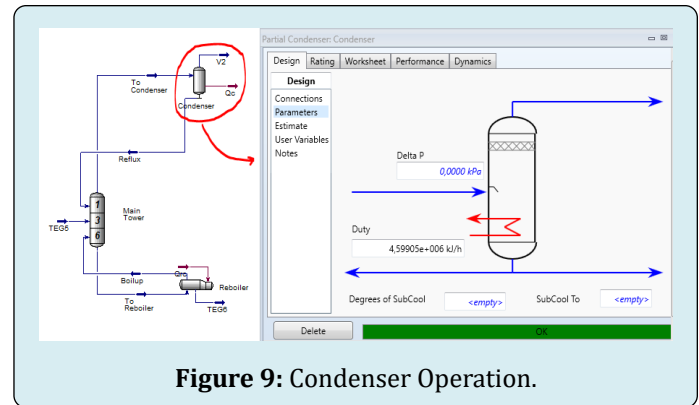 V2
To
Condenser
Qc
Condenser
Reflux
1
3
6
Main
Tower
TEG5
Boilup
Qrb
Reboiler
To
Reboiler
TEG6
Partial Condenser: Condenser
Design Rating Worksheet Performance Dynamics
Design
Connections
Parameters
Estimate
User Variables
Notes
Delta P
0,0000 kPa
Duty
4,59905e+006 kJ/h
Degrees of SubCool <empty> SubCool To <empty>
Delete OK
Figure 9: Condenser Operation.